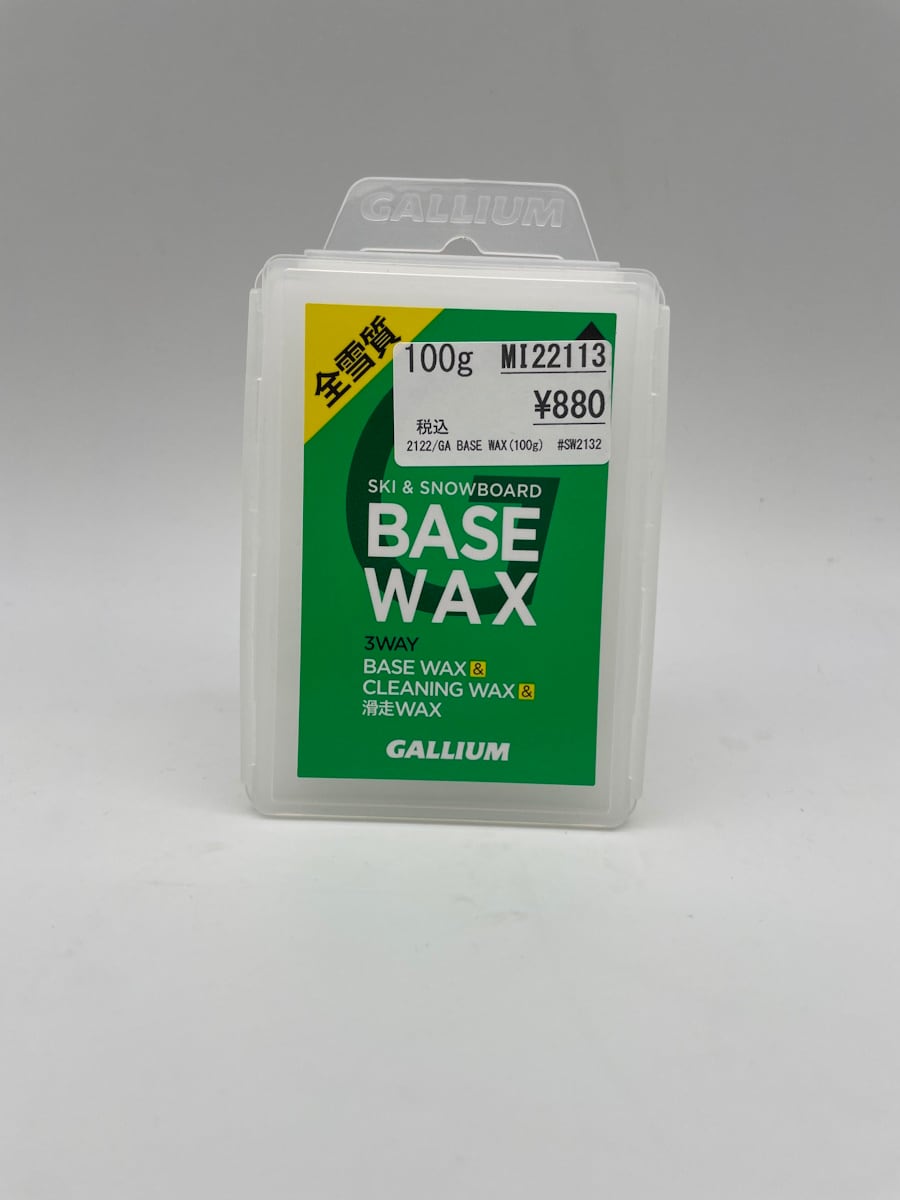 GALLIUM
全雪質
100g MI22113
¥880
税込
2122/GA BASE WAX(100g) #SW2132
SKI & SNOWBOARD
BASE
WAX
3WAY
BASE WAX &
CLEANING WAX &
滑走WAX
GALLIUM